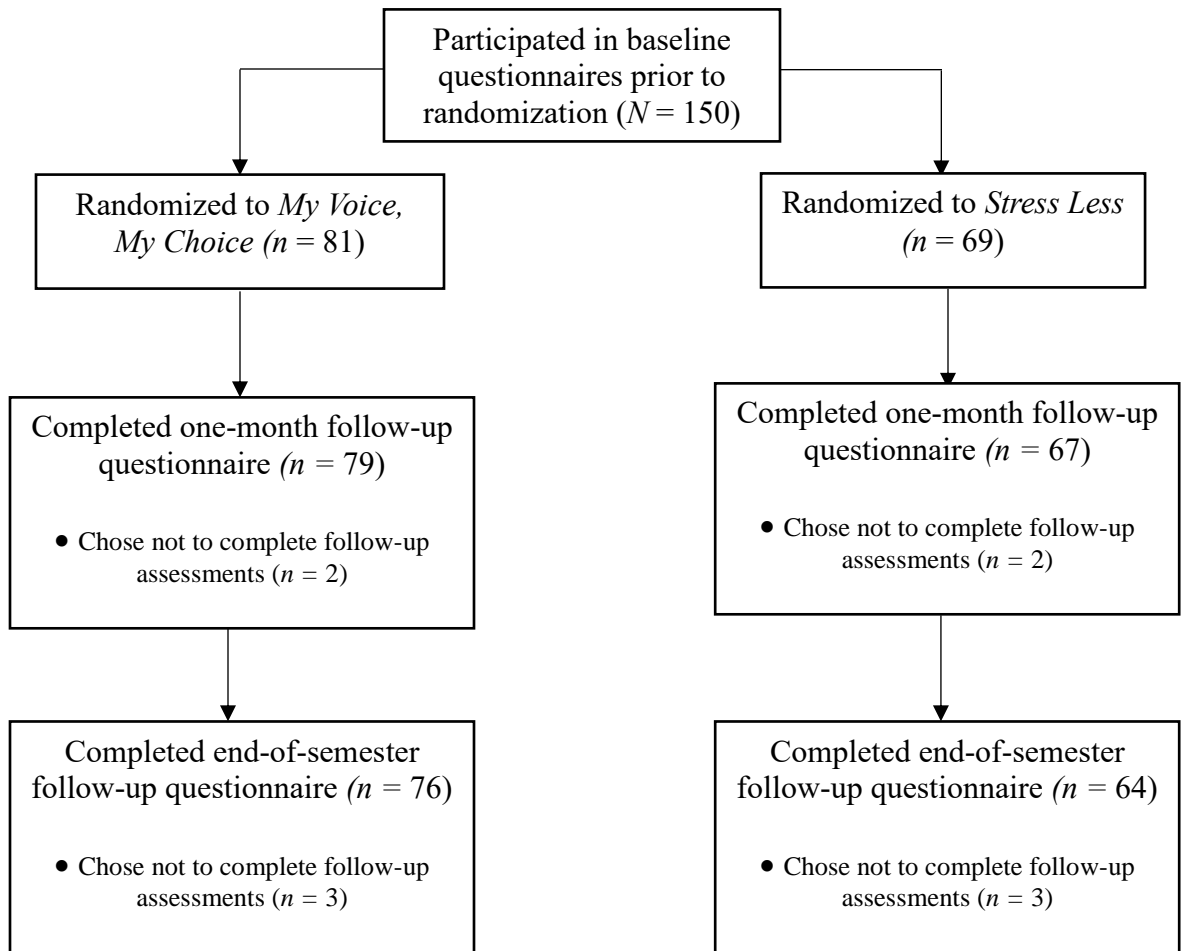 Participated in baseline
questionnaires prior to
randomization (N = 150)
Randomized to My Voice,
My Choice (n = 81)
Randomized to Stress Less
(n = 69)
Completed one-month follow-up
questionnaire (n = 79)
• Chose not to complete follow-up
assessments (n = 2)
Completed one-month follow-up
questionnaire (n = 67)
• Chose not to complete follow-up
assessments (n = 2)
Completed end-of-semester
follow-up questionnaire (n = 76)
• Chose not to complete follow-up
assessments (n = 3)
Completed end-of-semester
follow-up questionnaire (n = 64)
• Chose not to complete follow-up
assessments (n = 3)